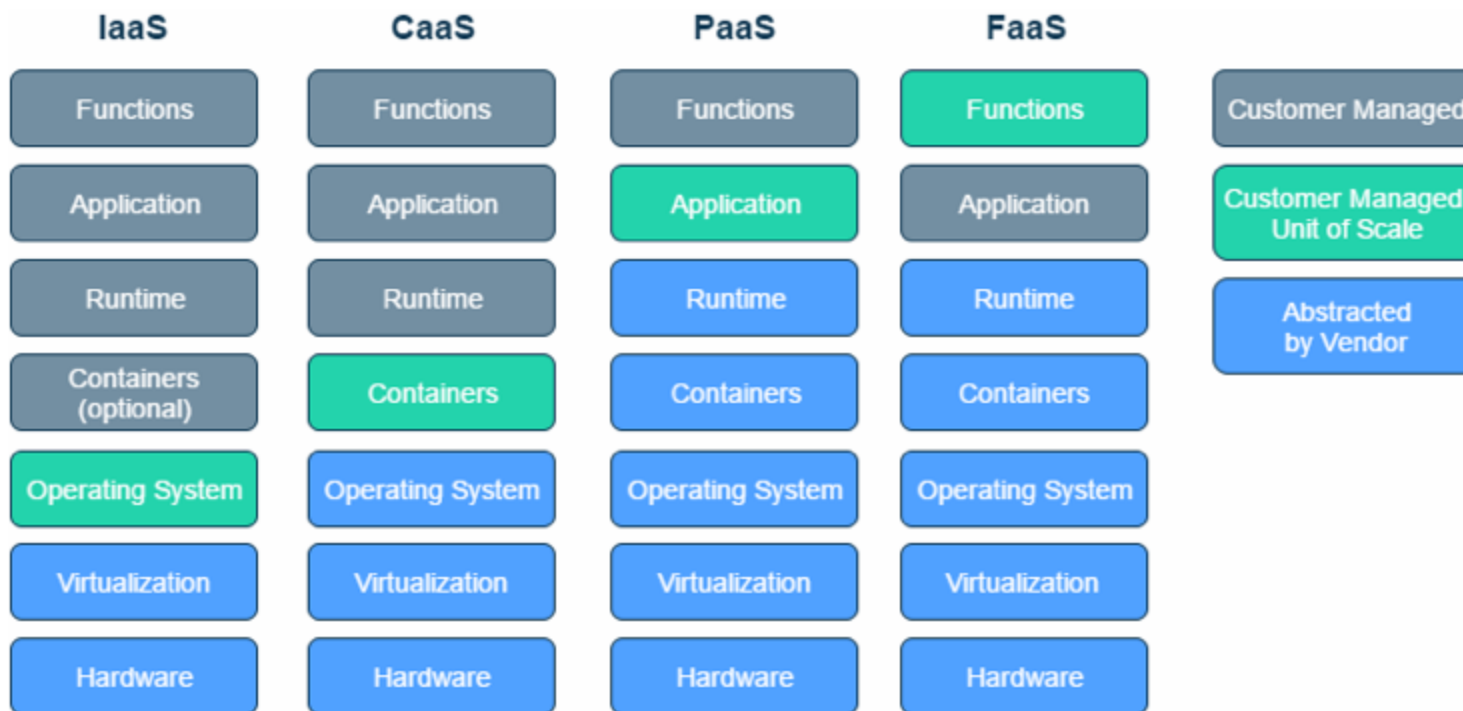 IaaS CaaS PaaS FaaS
Functions Functions Functions Functions Customer Managed
Application Application Application Application Customer Managed
Unit of Scale
Runtime Runtime Runtime Runtime Abstracted
by Vendor
Containers
(optional) Containers Containers Containers
Operating System Operating System Operating System Operating System
Virtualization Virtualization Virtualization Virtualization
Hardware Hardware Hardware Hardware